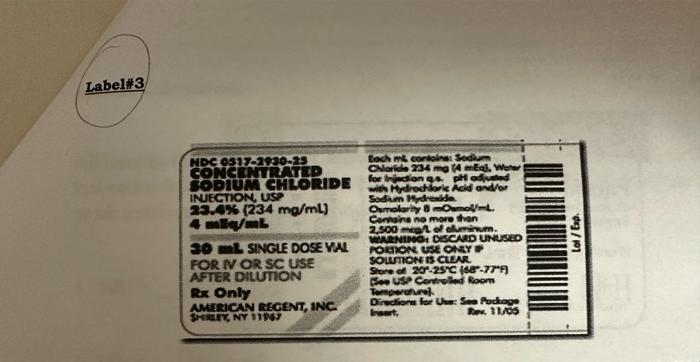 Label#3
NDC 0517-2930-25
CONCENTRATED
SODIUM CHLORIDE
INJECTION, USP
23.4% (234 mg/mL)
4 mEq/mL
30 mL SINGLE DOSE VIAL
FOR IV OR SC USE
AFTER DILUTION
Rx Only
AMERICAN REGENT, INC.
SHIRLEY, NY 11967
Each mL contains: Sodium
Chloride 234 mg (4 mEq), Water
for Injection q.s. pH adjusted
with Hydrochloric Acid and/or
Sodium Hydroxide.
Osmolarity 8 mOsmol/mL.
Contains no more than
2,500 mcg/L of aluminum.
WARNING: DISCARD UNUSED
PORTION. USE ONLY IF
SOLUTION IS CLEAR.
Store at 20°-25°C (68°-77°F)
(See USP Controlled Room
Temperature).
Directions for Use: See Package
Insert. Rev. 11/05
Lot / Exp.